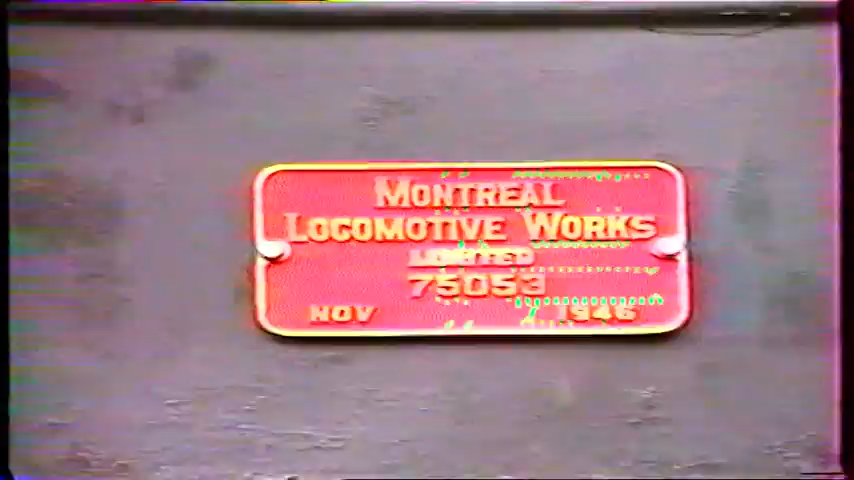 MONTREAL
LOCOMOTIVE WORKS
LIMITED
75053
NOV 1946